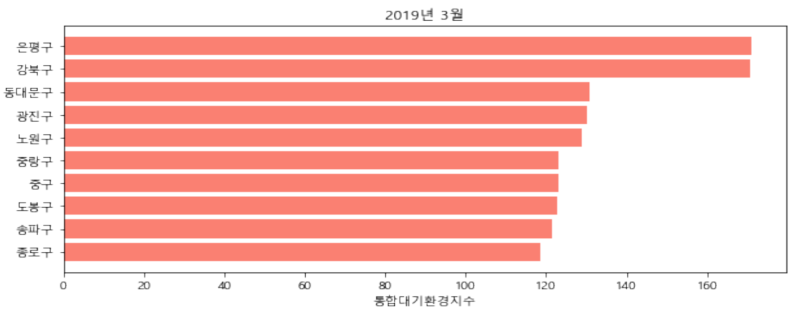 2019년 3월
은평구
강북구
동대문구
광진구
노원구
중랑구
중구
도봉구
송파구
종로구
0 20 40 60 80 100 120 140 160
통합대기환경지수